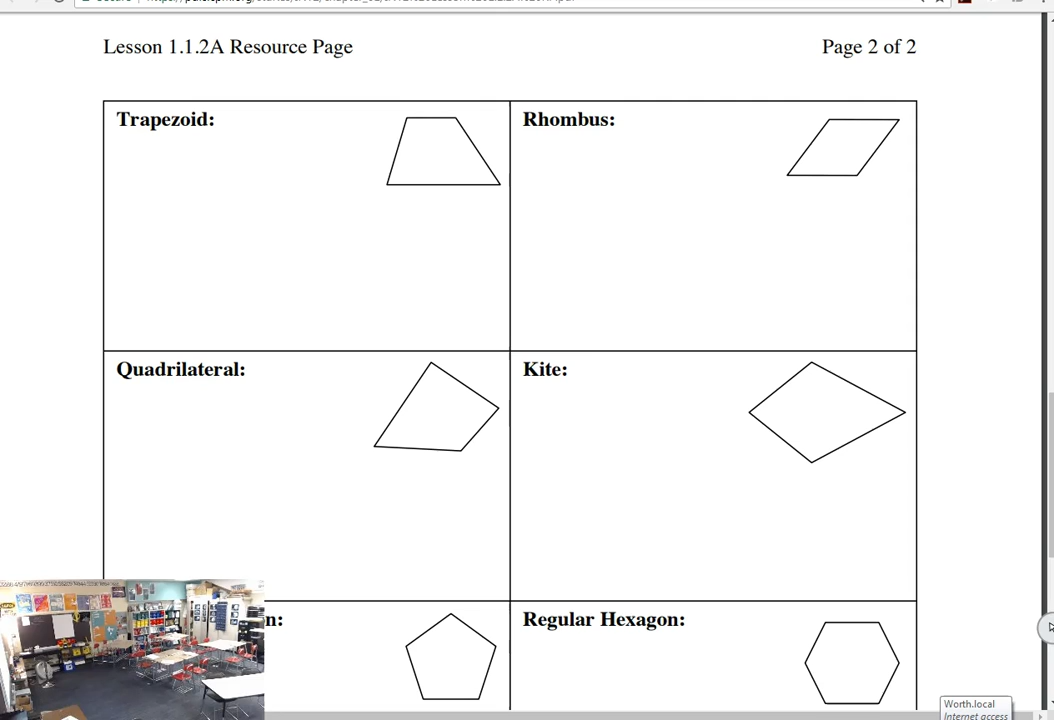 Lesson 1.1.2A Resource Page Page 2 of 2
Trapezoid: Rhombus:
Quadrilateral: Kite:
n: Regular Hexagon:
Worth.local
Internet access